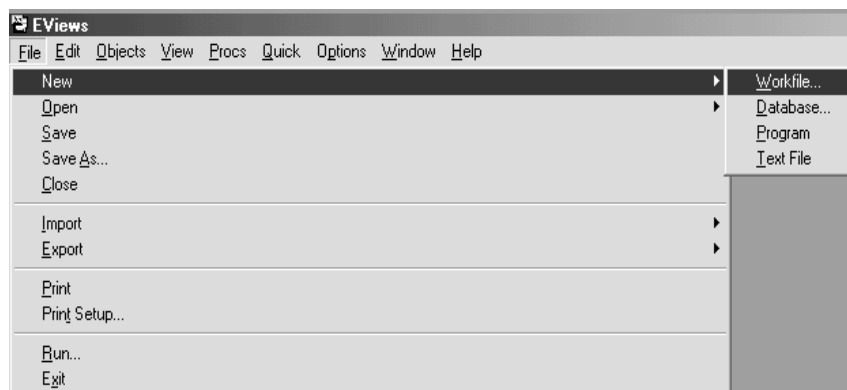 EViews
File Edit Objects View Procs Quick Options Window Help
New
Open
Save
Save As...
Close
Import
Export
Print
Print Setup...
Run...
Exit
Workfile...
Database...
Program
Text File